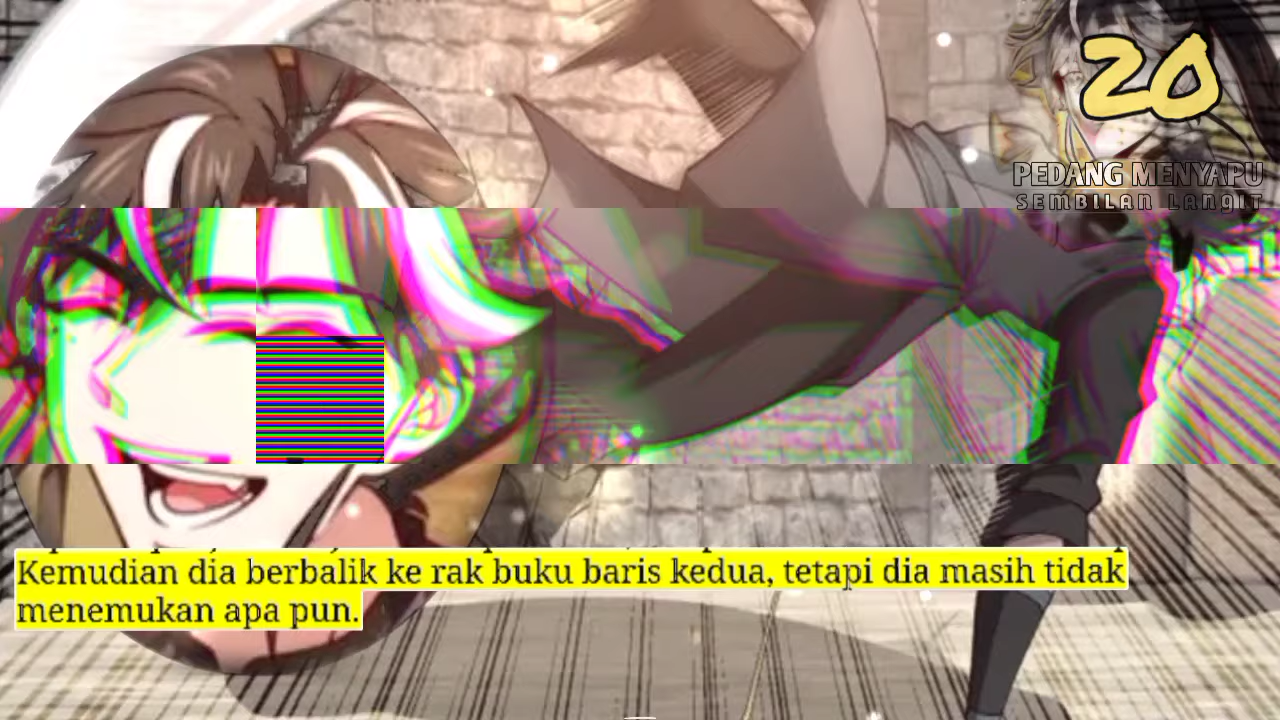 20
PEDANG MENYAPU
SEMBILAN LANGIT
Kemudian dia berbalik ke rak buku baris kedua, tetapi dia masih tidak
menemukan apa pun.